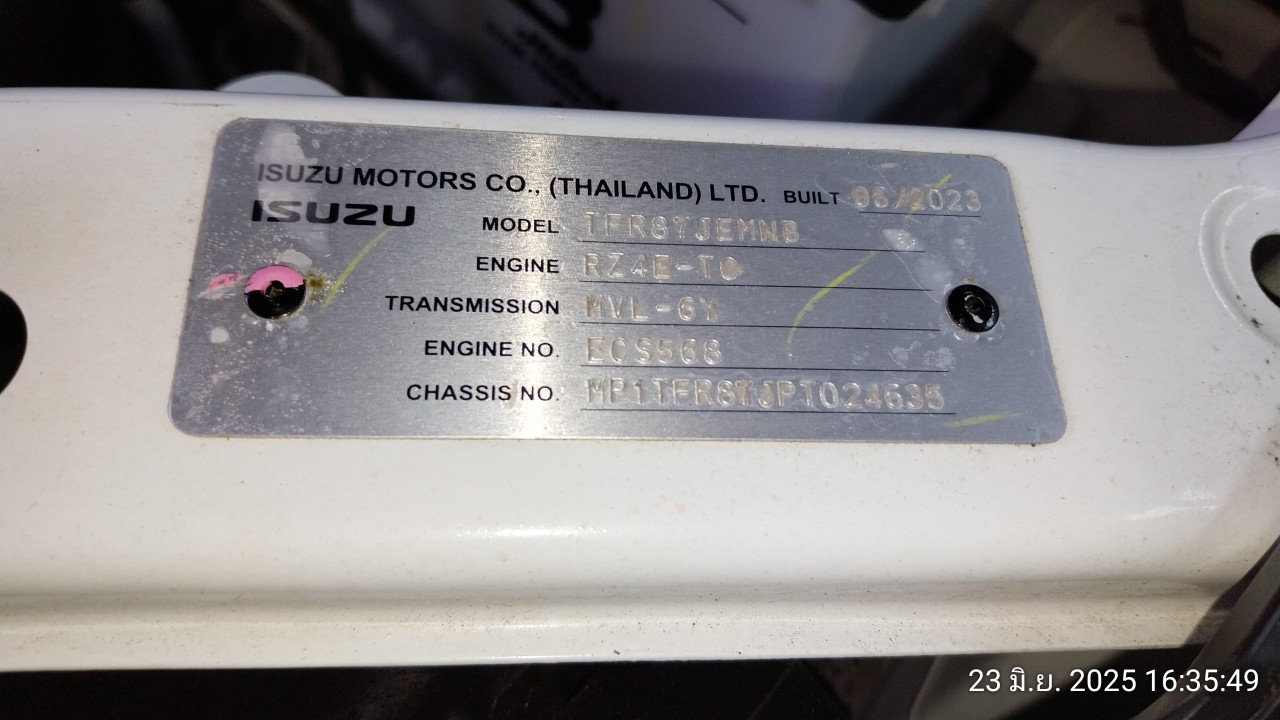 ISUZU MOTORS CO., (THAILAND) LTD. BUILT 06/2023
ISUZU
MODEL TFR87JEMNB
ENGINE RZ4E-TC
TRANSMISSION MVL-6Y
ENGINE NO. ECS568
CHASSIS NO. MP1TFR87JPT024635
23 มิ.ย. 2025 16:35:49